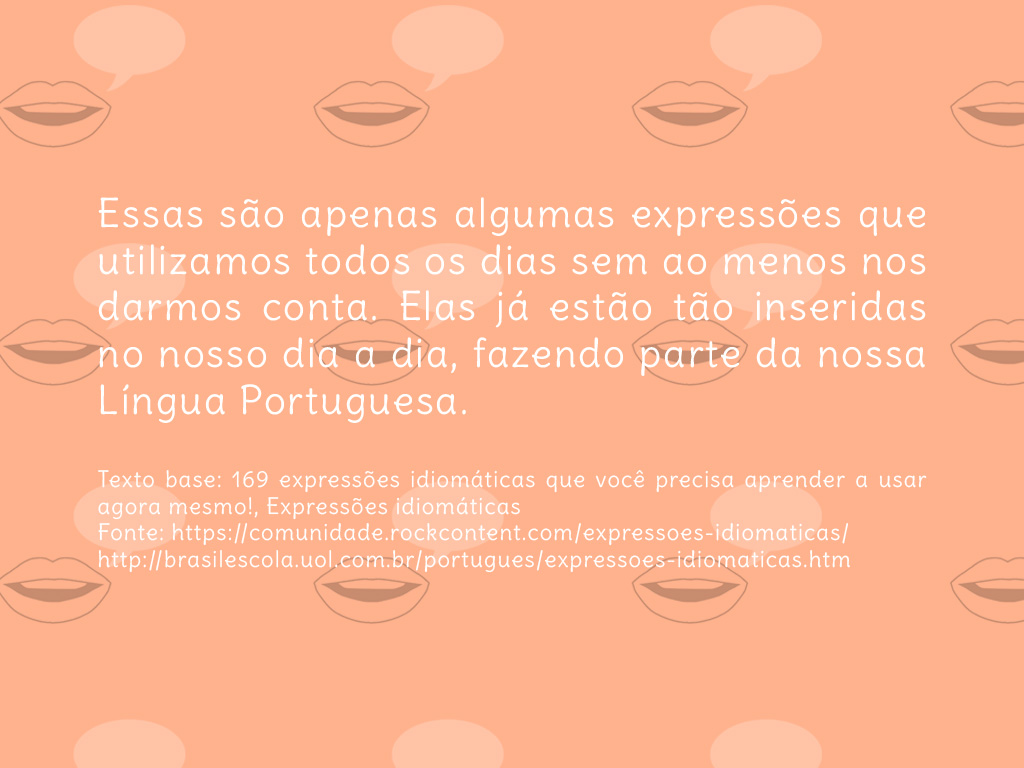 Essas são apenas algumas expressões que
utilizamos todos os dias sem ao menos nos
darmos conta. Elas já estão tão inseridas
no nosso dia a dia, fazendo parte da nossa
Língua Portuguesa.
Texto base: 169 expressões idiomáticas que você precisa aprender a usar
agora mesmo!, Expressões idiomáticas
Fonte: https://comunidade.rockcontent.com/expressoes-idiomaticas/
http://brasilescola.uol.com.br/portugues/expressoes-idiomaticas.htm